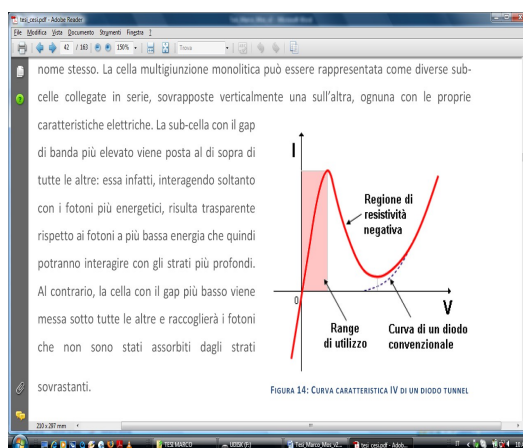 tesi_cesi.pdf - Adobe Reader
File Modifica Vista Documento Strumenti Finestra ?
42 / 163 150% Trova
nome stesso. La cella multigiunzione monolitica può essere rappresentata come diverse sub-
celle collegate in serie, sovrapposte verticalmente una sull'altra, ognuna con le proprie
caratteristiche elettriche. La sub-cella con il gap
di banda più elevato viene posta al di sopra di
tutte le altre: essa infatti, interagendo soltanto
con i fotoni più energetici, risulta trasparente
rispetto ai fotoni a più bassa energia che quindi
potranno interagire con gli strati più profondi.
Al contrario, la cella con il gap più basso viene
messa sotto tutte le altre e raccoglierà i fotoni
che non sono stati assorbiti dagli strati
sovrastanti.
I
Regione di
resistività
negativa
0
V
Range
di utilizzo
Curva di un diodo
convenzionale
FIGURA 14: CURVA CARATTERISTICA IV DI UN DIODO TUNNEL
210 x 297 mm
TESI MARCO
UDISK (F:)
Tesi_Marco_Mos_v2...
tesi_cesi.pdf - Adob...
IT